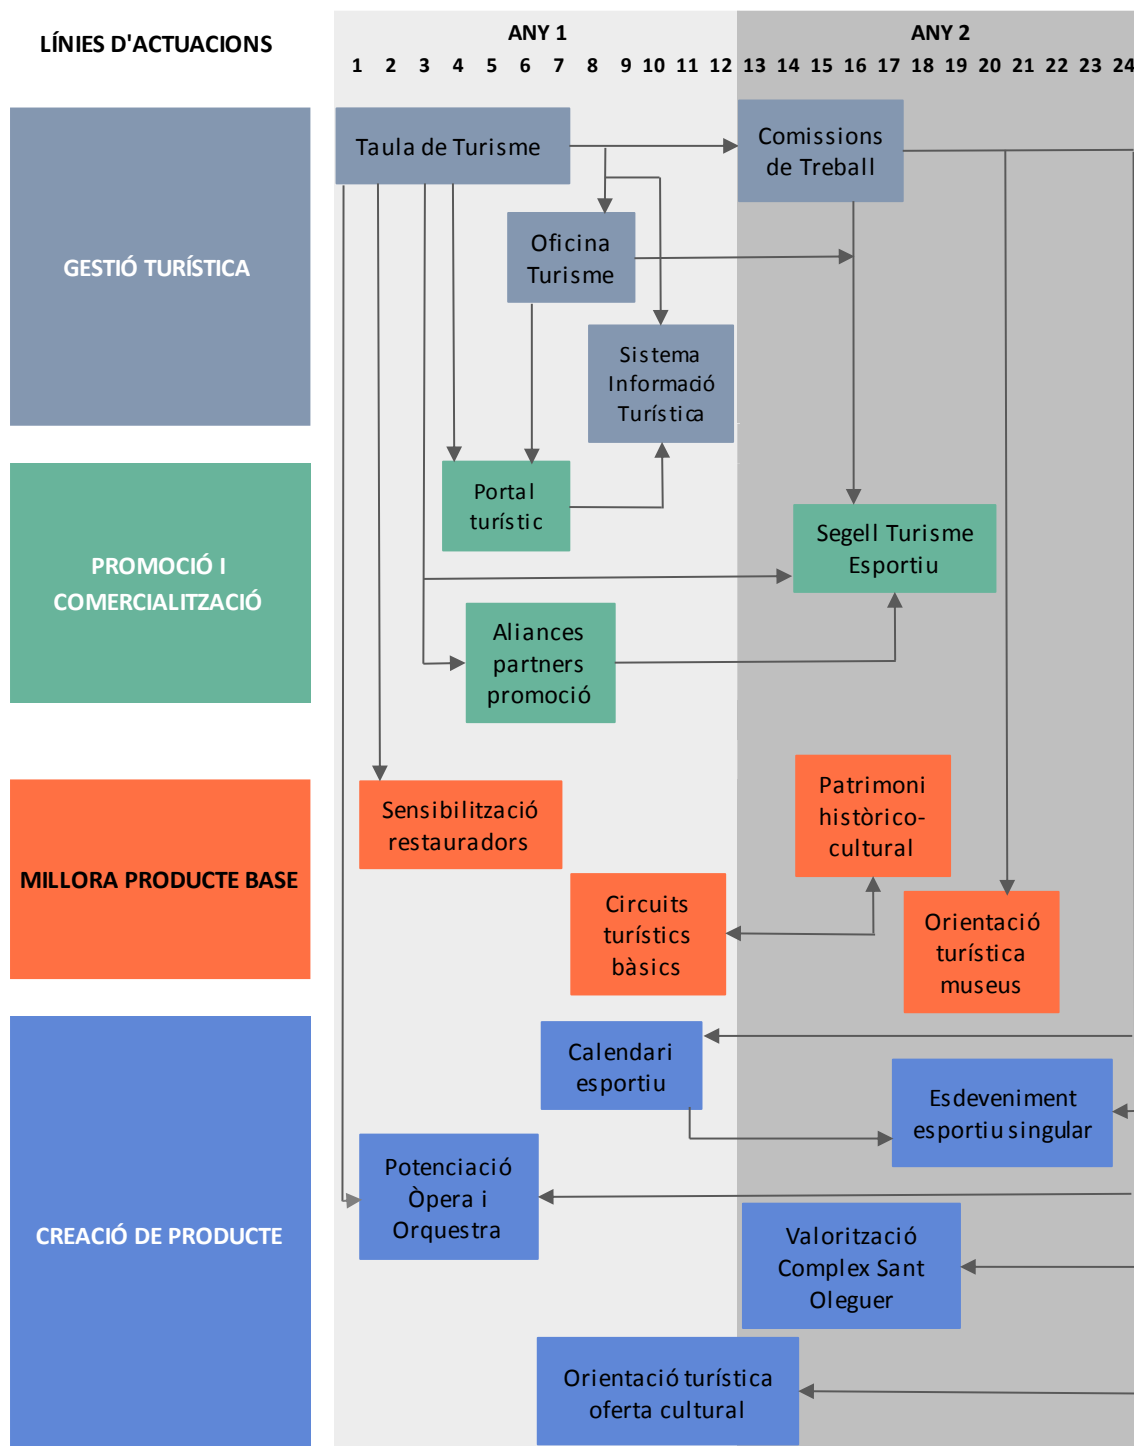 LÍNIES D'ACTUACIONS
ANY 1
ANY 2
1 2 3 4 5 6 7 8 9 10 11 12 13 14 15 16 17 18 19 20 21 22 23 24
GESTIÓ TURÍSTICA
Taula de Turisme
Comissions
de Treball
Oficina
Turisme
Sistema
Informació
Turística
PROMOCIÓ I
COMERCIALITZACIÓ
Portal
turístic
Segell Turisme
Esportiu
Aliances
partners
promoció
MILLORA PRODUCTE BASE
Sensibilització
restauradors
Patrimoni
històrico-
cultural
Circuits
turístics
bàsics
Orientació
turística
museus
CREACIÓ DE PRODUCTE
Calendari
esportiu
Esdeveniment
esportiu singular
Potenciació
Òpera i
Orquestra
Valorització
Complex Sant
Oleguer
Orientació turística
oferta cultural